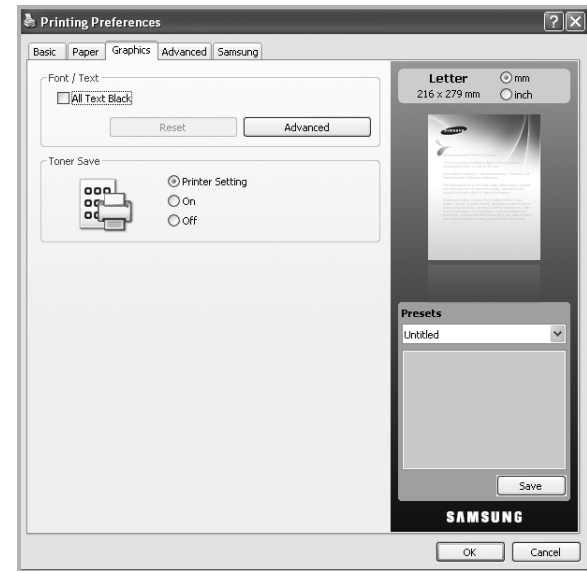 Printing Preferences
Basic Paper Graphics Advanced Samsung
Font / Text
All Text Black
Reset Advanced
Toner Save
Printer Setting
On
Off
Letter
216 x 279 mm
mm
inch
SAMSUNG
Presets
Untitled
Save
SAMSUNG
OK Cancel